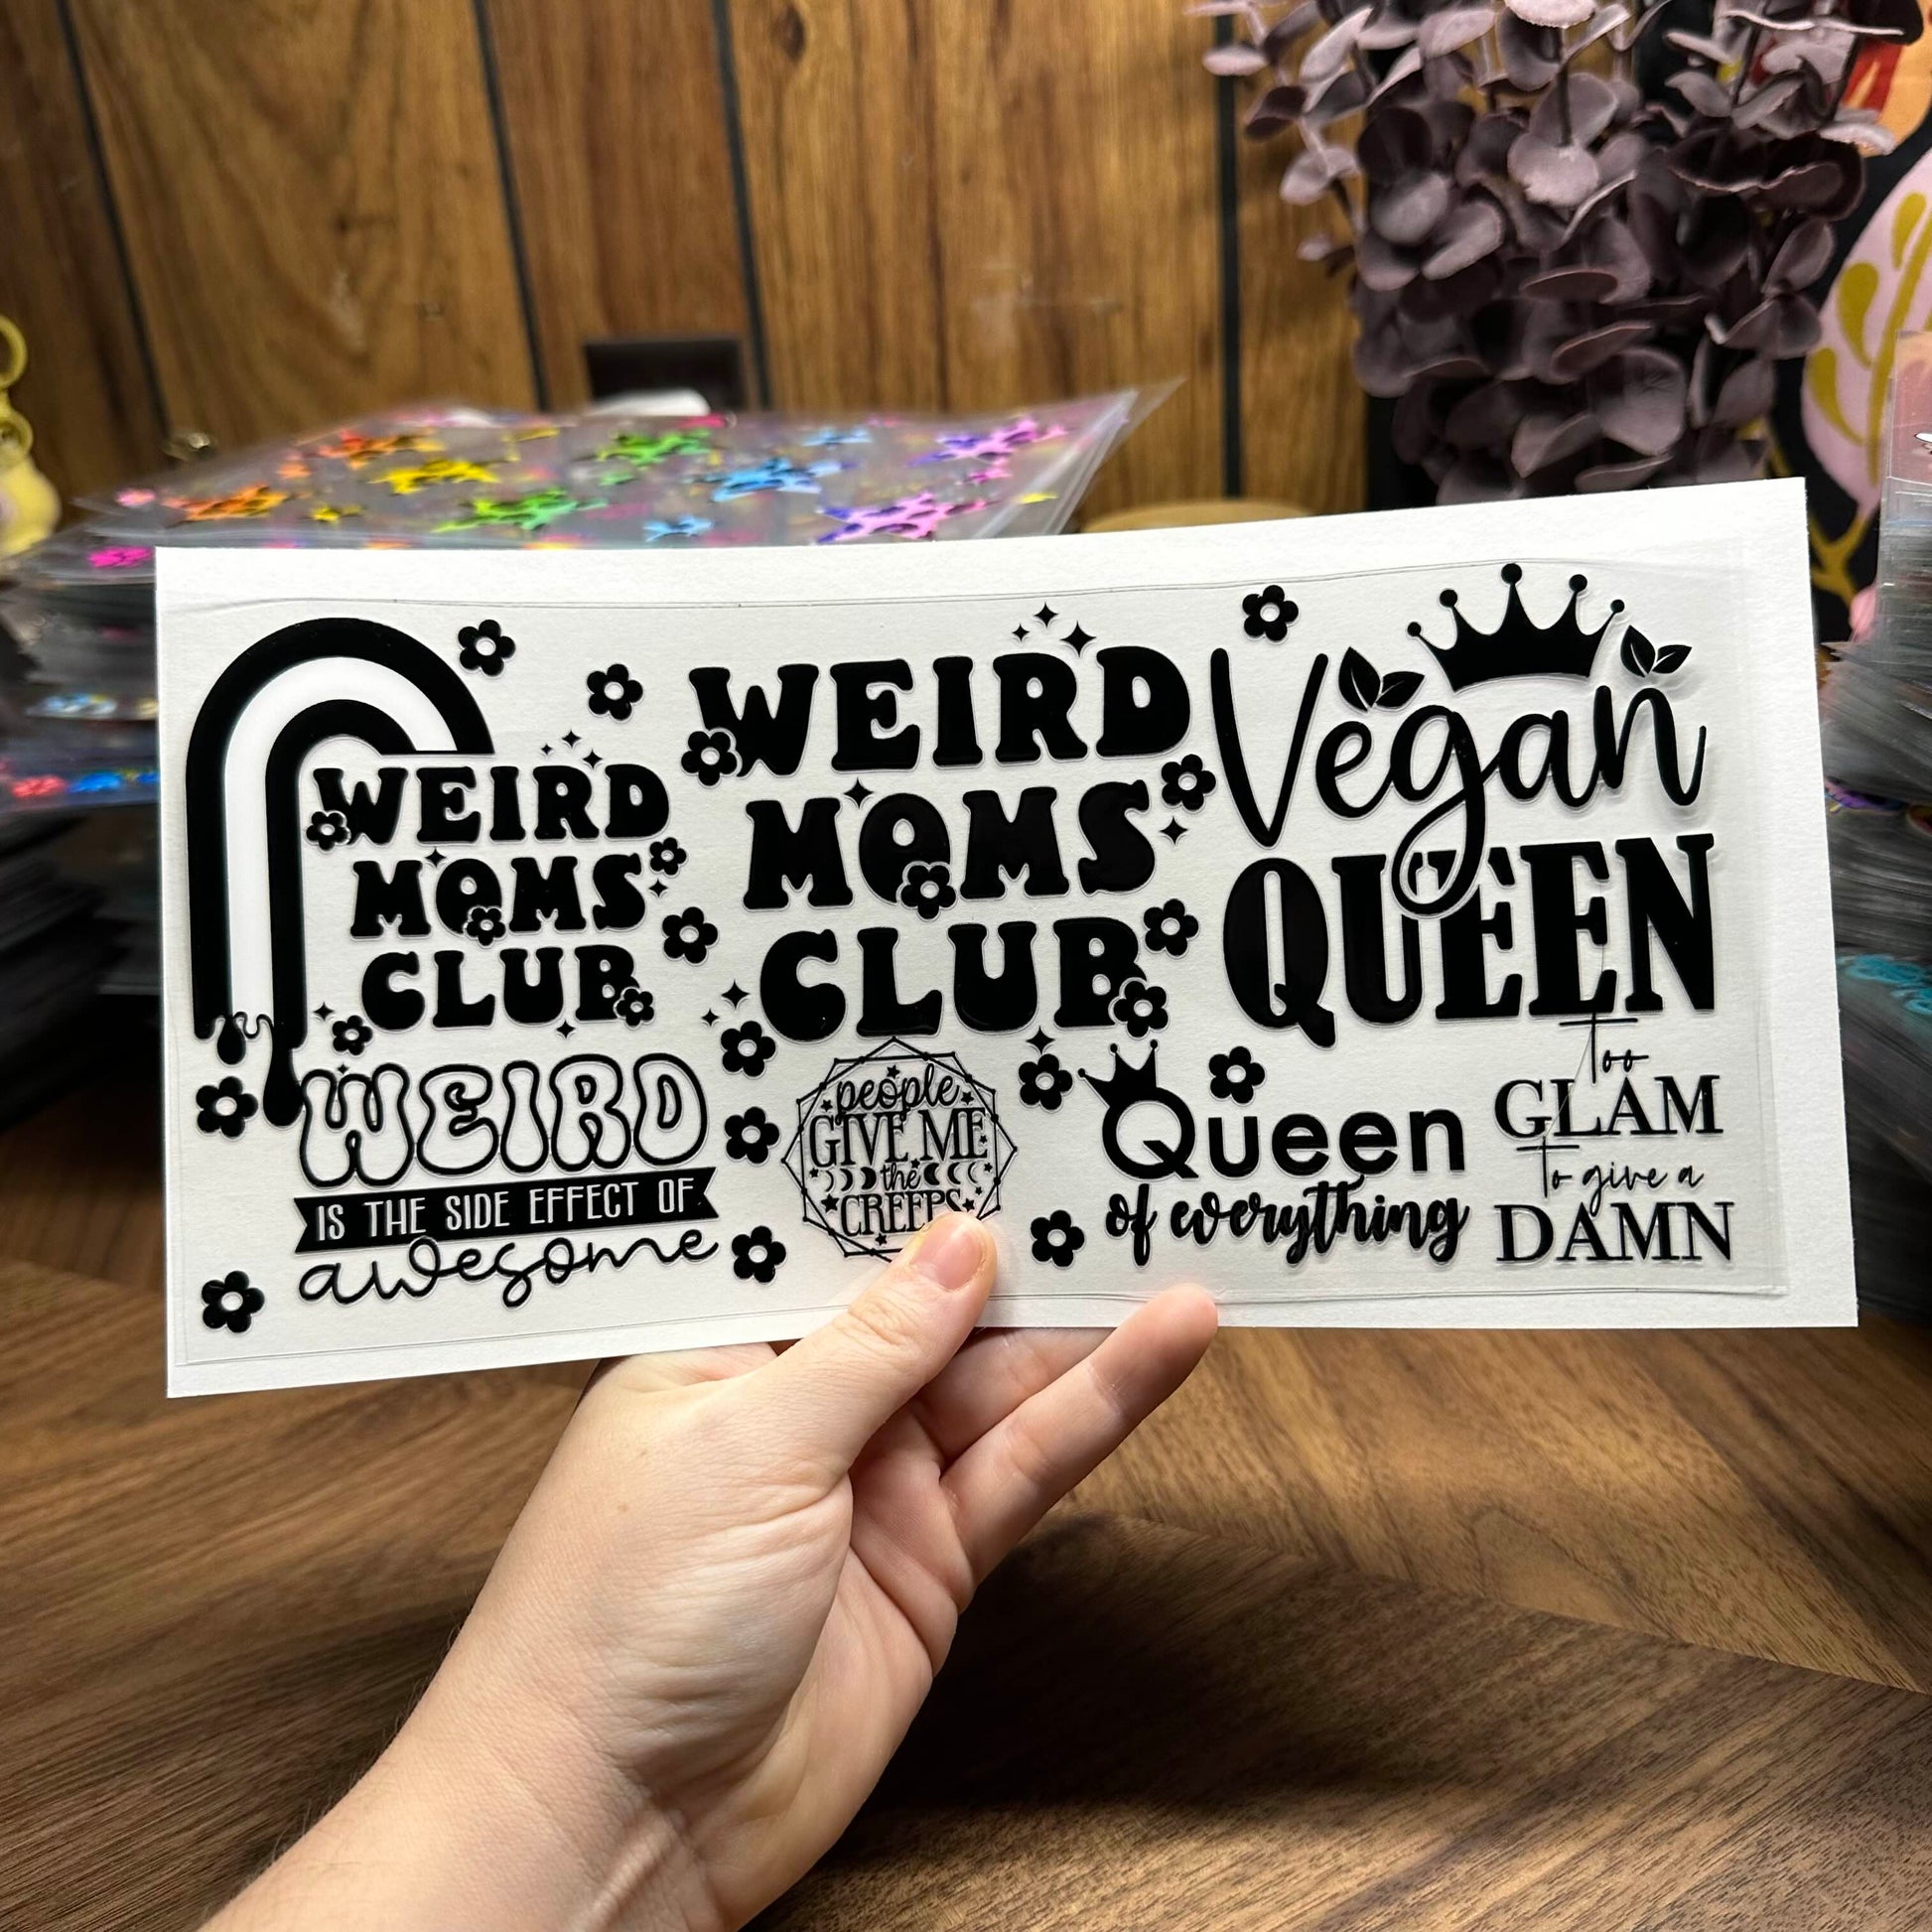 WEIRD
MOMS
CLUB
WEIRD
MOMS
CLUB
Vegan
QUEEN
WEIRD
IS THE SIDE EFFECT OF
awesome
people
GIVE ME
the
CREEPS
Queen
of everything
Too
GLAM
To give a
DAMN